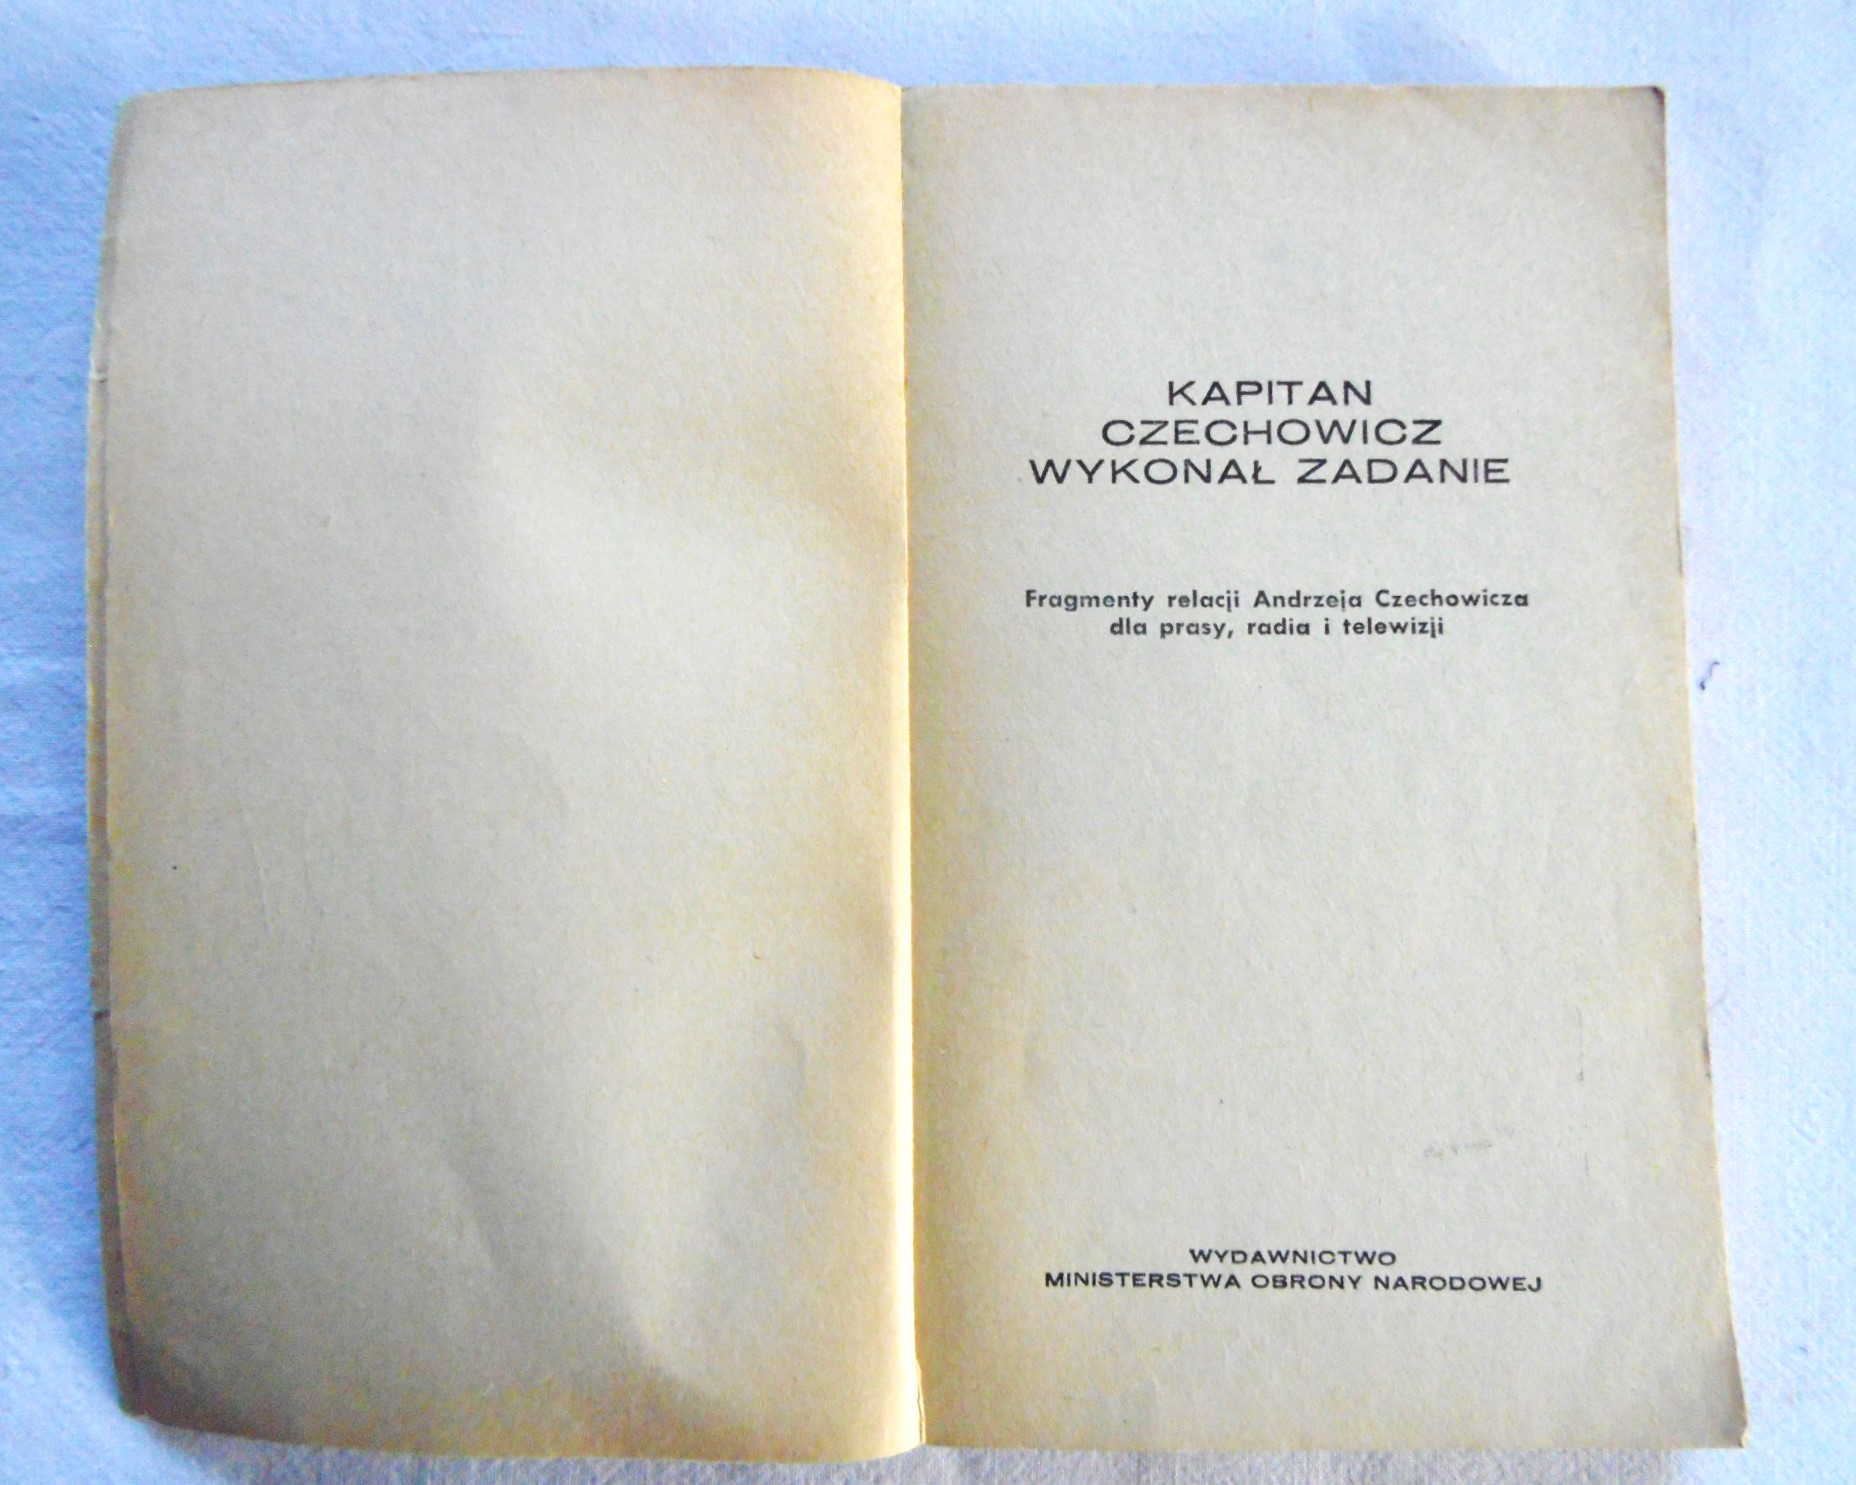 KAPITAN
CZECHOWICZ
WYKONAŁ ZADANIE
Fragmenty relacji Andrzeja Czechowicza
dla prasy, radia i telewizji
WYDAWNICTWO
MINISTERSTWA OBRONY NARODOWEJ